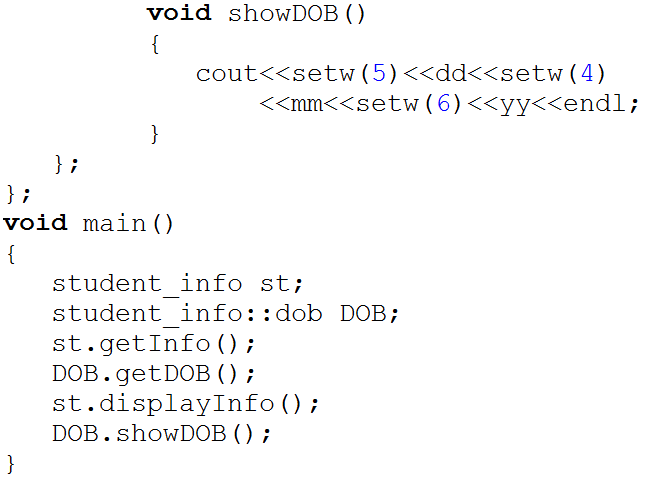 void showDOB()
{
cout<<setw(5)<<dd<<setw(4)
<<mm<<setw(6)<<yy<<endl;
}
};
};
void main()
{
student_info st;
student_info::dob DOB;
st.getInfo();
DOB.getDOB();
st.displayInfo();
DOB.showDOB();
}